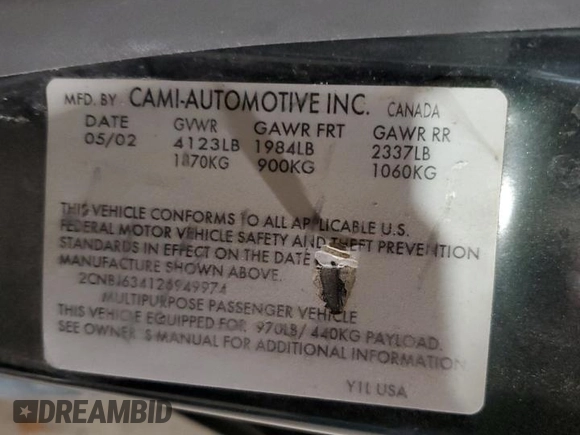 MFD. BY CAMI-AUTOMOTIVE INC. CANADA
DATE GVWR GAWR FRT GAWR RR
05/02 4123LB 1984LB 2337LB
1870KG 900KG 1060KG
THIS VEHICLE CONFORMS TO ALL APPLICABLE U.S.
FEDERAL MOTOR VEHICLE SAFETY AND THEFT PREVENTION
STANDARDS IN EFFECT ON THE DATE
MANUFACTURE SHOWN ABOVE.
2CNBJ634126949974
MULTIPURPOSE PASSENGER VEHICLE
THIS VEHICLE EQUIPPED FOR 970LB/ 440KG PAYLOAD.
SEE OWNER'S MANUAL FOR ADDITIONAL INFORMATION
Y1L USA
DREAMBID